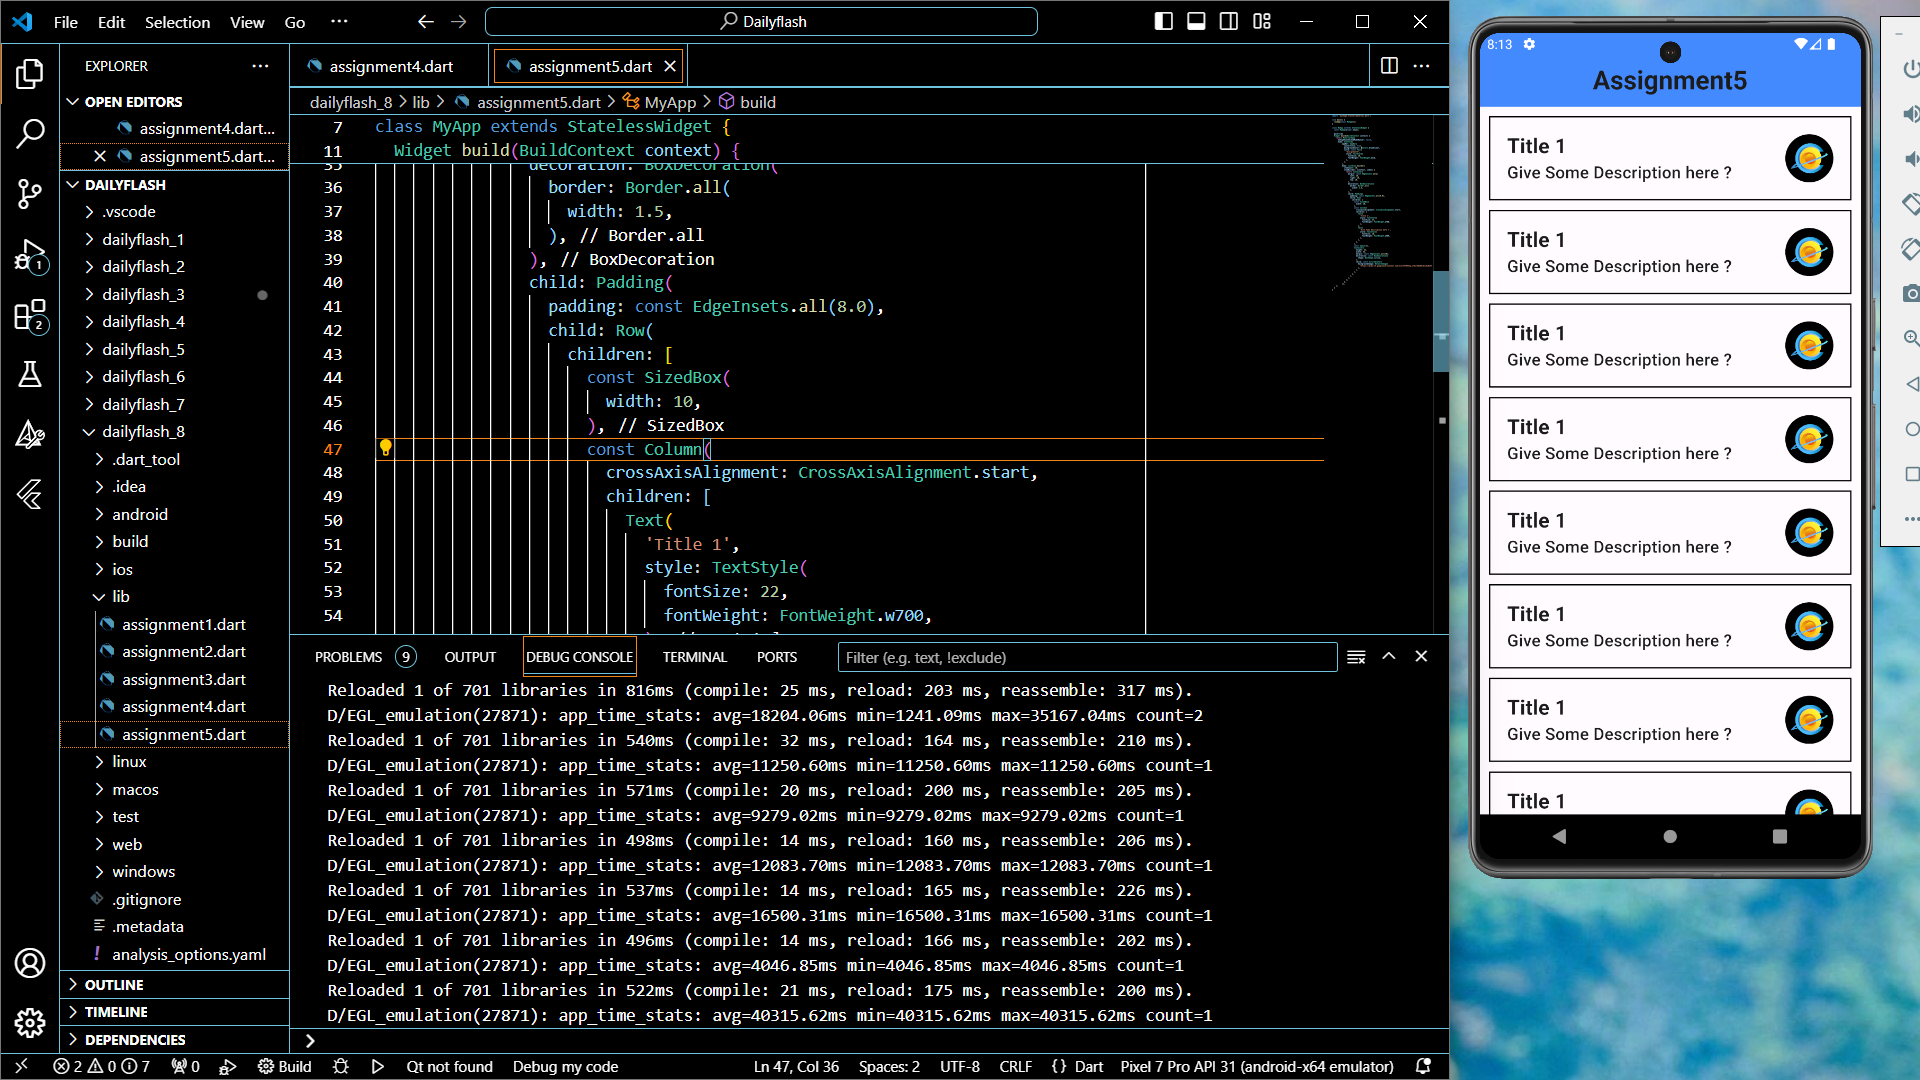 File Edit Selection View Go ··· Dailyflash
EXPLORER ···
OPEN EDITORS
assignment4.dart...
assignment5.dart...
DAILYFLASH
.vscode
dailyflash_1
dailyflash_2
dailyflash_3
dailyflash_4
dailyflash_5
dailyflash_6
dailyflash_7
dailyflash_8
.dart_tool
.idea
android
build
ios
lib
assignment1.dart
assignment2.dart
assignment3.dart
assignment4.dart
assignment5.dart
linux
macos
test
web
windows
.gitignore
.metadata
! analysis_options.yaml
OUTLINE
TIMELINE
DEPENDENCIES
1
2
assignment4.dart
assignment5.dart
dailyflash_8 > lib > assignment5.dart > MyApp > build
7 class MyApp extends StatelessWidget {
11 Widget build(BuildContext context) {
35 decoration: BoxDecoration(
36 border: Border.all(
37 width: 1.5,
38 ), // Border.all
39 ), // BoxDecoration
40 child: Padding(
41 padding: const EdgeInsets.all(8.0),
42 child: Row(
43 children: [
44 const SizedBox(
45 width: 10,
46 ), // SizedBox
47 const Column(
48 crossAxisAlignment: CrossAxisAlignment.start,
49 children: [
50 Text(
51 'Title 1',
52 style: TextStyle(
53 fontSize: 22,
54 fontWeight: FontWeight.w700,
PROBLEMS 9 OUTPUT DEBUG CONSOLE TERMINAL PORTS Filter (e.g. text, !exclude)
Reloaded 1 of 701 libraries in 816ms (compile: 25 ms, reload: 203 ms, reassemble: 317 ms).
D/EGL_emulation(27871): app_time_stats: avg=18204.06ms min=1241.09ms max=35167.04ms count=2
Reloaded 1 of 701 libraries in 540ms (compile: 32 ms, reload: 164 ms, reassemble: 210 ms).
D/EGL_emulation(27871): app_time_stats: avg=11250.60ms min=11250.60ms max=11250.60ms count=1
Reloaded 1 of 701 libraries in 571ms (compile: 20 ms, reload: 200 ms, reassemble: 205 ms).
D/EGL_emulation(27871): app_time_stats: avg=9279.02ms min=9279.02ms max=9279.02ms count=1
Reloaded 1 of 701 libraries in 498ms (compile: 14 ms, reload: 160 ms, reassemble: 206 ms).
D/EGL_emulation(27871): app_time_stats: avg=12083.70ms min=12083.70ms max=12083.70ms count=1
Reloaded 1 of 701 libraries in 537ms (compile: 14 ms, reload: 165 ms, reassemble: 226 ms).
D/EGL_emulation(27871): app_time_stats: avg=16500.31ms min=16500.31ms max=16500.31ms count=1
Reloaded 1 of 701 libraries in 496ms (compile: 14 ms, reload: 166 ms, reassemble: 202 ms).
D/EGL_emulation(27871): app_time_stats: avg=4046.85ms min=4046.85ms max=4046.85ms count=1
Reloaded 1 of 701 libraries in 522ms (compile: 21 ms, reload: 175 ms, reassemble: 200 ms).
D/EGL_emulation(27871): app_time_stats: avg=40315.62ms min=40315.62ms max=40315.62ms count=1
>
2 0 7 0 Build Qt not found Debug my code Ln 47, Col 36 Spaces: 2 UTF-8 CRLF {} Dart Pixel 7 Pro API 31 (android-x64 emulator)
8:13
Assignment5
Title 1
Give Some Description here ?
Title 1
Give Some Description here ?
Title 1
Give Some Description here ?
Title 1
Give Some Description here ?
Title 1
Give Some Description here ?
Title 1
Give Some Description here ?
Title 1
Give Some Description here ?
Title 1